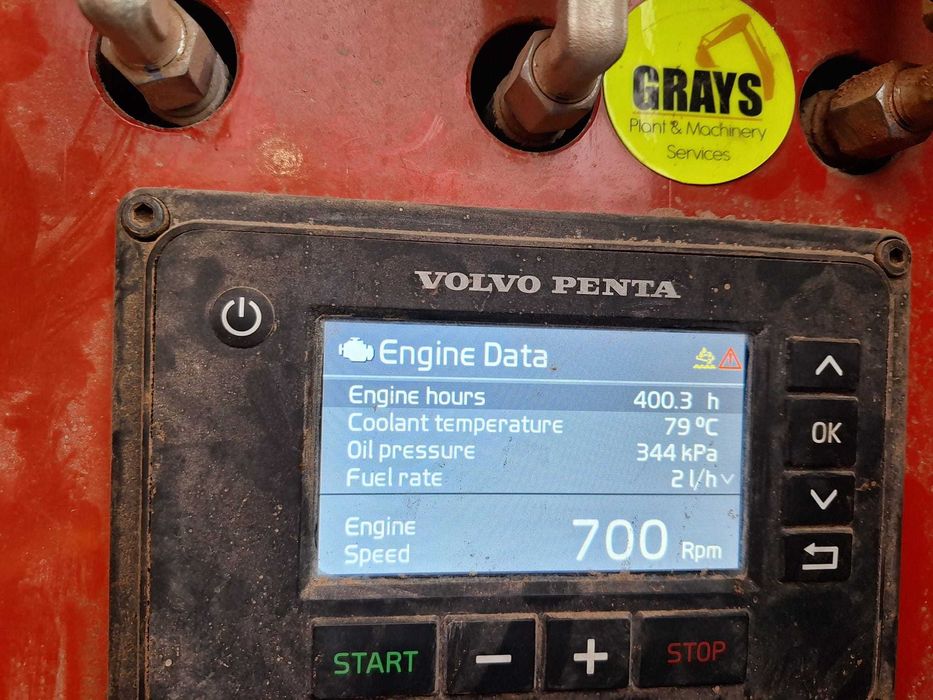 GRAYS
Plant & Machinery
Services
VOLVO PENTA
Engine Data
Engine hours 400.3 h
Coolant temperature 79 ºC
Oil pressure 344 kPa
Fuel rate 2 l/h
Engine
Speed 700 Rpm
OK
START − + STOP